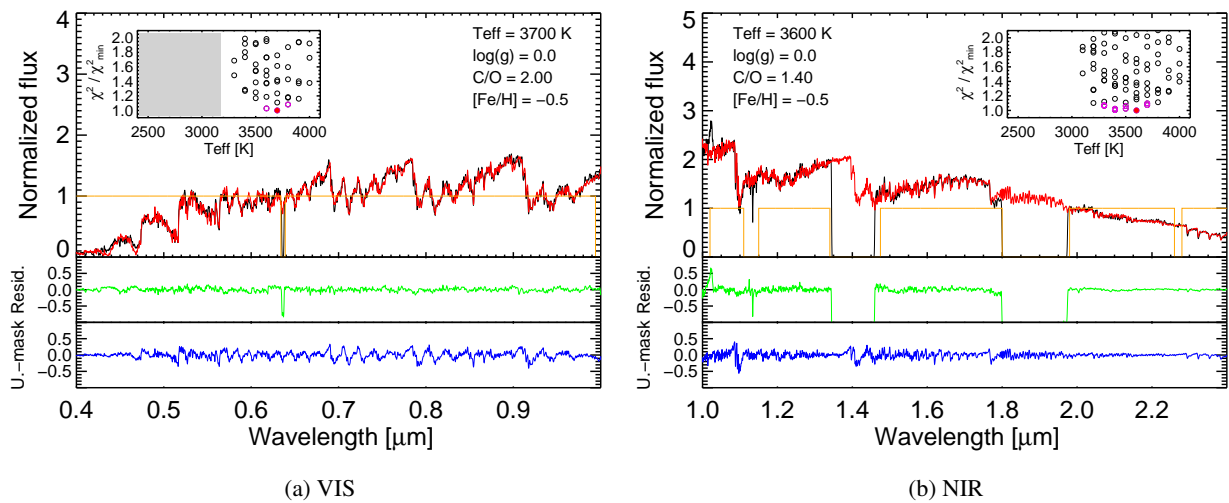 4
3
2
1
0
Normalized flux
2.0
1.8
1.6
1.4
1.2
1.0
χ² / χ²min
2500 3000 3500 4000
Teff [K]
Teff = 3700 K
log(g) = 0.0
C/O = 2.00
[Fe/H] = −0.5
0.5
0.0
−0.5
Resid.
0.5
0.0
−0.5
U.−mask
0.4 0.5 0.6 0.7 0.8 0.9
Wavelength [μm]
(a) VIS
5
4
3
2
1
0
Normalized flux
Teff = 3600 K
log(g) = 0.0
C/O = 1.40
[Fe/H] = −0.5
2.0
1.8
1.6
1.4
1.2
1.0
χ² / χ²min
2500 3000 3500 4000
Teff [K]
0.5
0.0
−0.5
Resid.
0.5
0.0
−0.5
U.−mask
1.0 1.2 1.4 1.6 1.8 2.0 2.2
Wavelength [μm]
(b) NIR